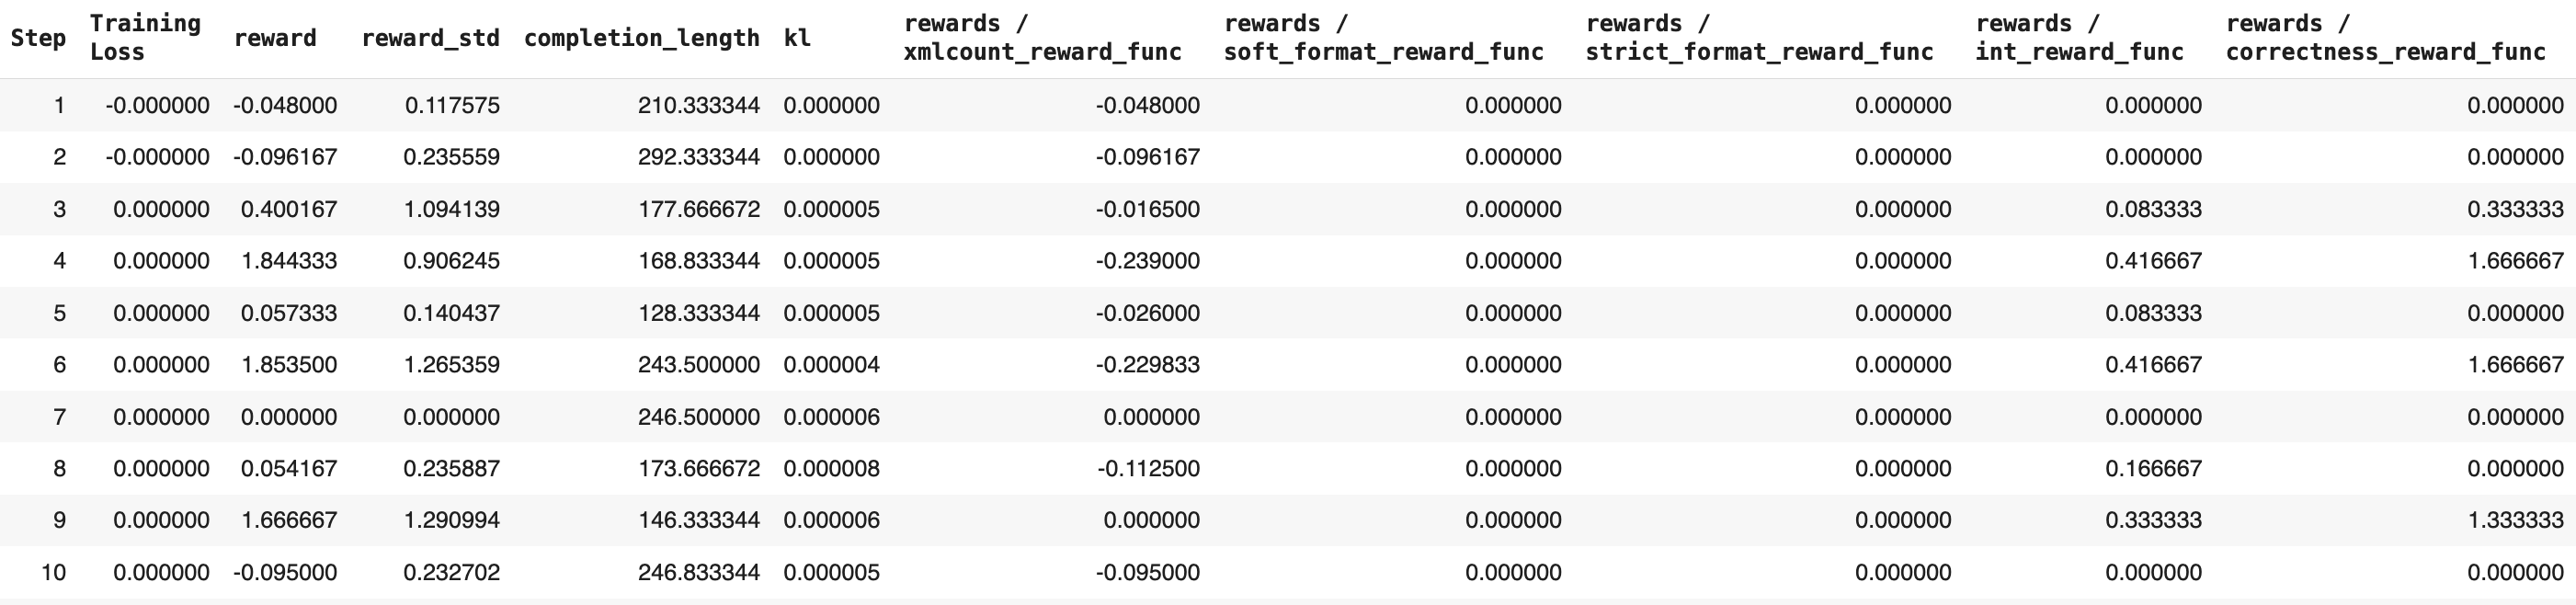 Step Training Loss reward reward_std completion_length kl rewards / xmlcount_reward_func rewards / soft_format_reward_func rewards / strict_format_reward_func rewards / int_reward_func rewards / correctness_reward_func
1 -0.000000 -0.048000 0.117575 210.333344 0.000000 -0.048000 0.000000 0.000000 0.000000 0.000000
2 -0.000000 -0.096167 0.235559 292.333344 0.000000 -0.096167 0.000000 0.000000 0.000000 0.000000
3 0.000000 0.400167 1.094139 177.666672 0.000005 -0.016500 0.000000 0.000000 0.083333 0.333333
4 0.000000 1.844333 0.906245 168.833344 0.000005 -0.239000 0.000000 0.000000 0.416667 1.666667
5 0.000000 0.057333 0.140437 128.333344 0.000005 -0.026000 0.000000 0.000000 0.083333 0.000000
6 0.000000 1.853500 1.265359 243.500000 0.000004 -0.229833 0.000000 0.000000 0.416667 1.666667
7 0.000000 0.000000 0.000000 246.500000 0.000006 0.000000 0.000000 0.000000 0.000000 0.000000
8 0.000000 0.054167 0.235887 173.666672 0.000008 -0.112500 0.000000 0.000000 0.166667 0.000000
9 0.000000 1.666667 1.290994 146.333344 0.000006 0.000000 0.000000 0.000000 0.333333 1.333333
10 0.000000 -0.095000 0.232702 246.833344 0.000005 -0.095000 0.000000 0.000000 0.000000 0.000000